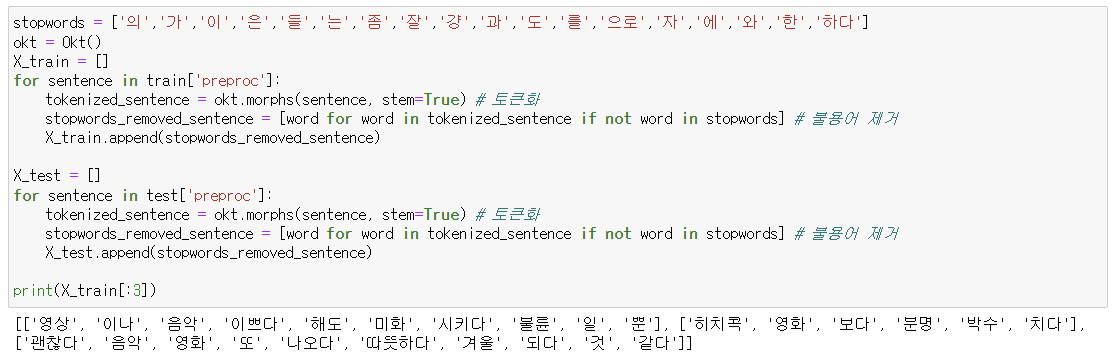 stopwords = ['의','가','이','은','들','는','좀','잘','걍','과','도','를','으로','자','에','와','한','하다']
okt = Okt()
X_train = []
for sentence in train['preproc']:
    tokenized_sentence = okt.morphs(sentence, stem=True) # 토큰화
    stopwords_removed_sentence = [word for word in tokenized_sentence if not word in stopwords] # 불용어 제거
    X_train.append(stopwords_removed_sentence)

X_test = []
for sentence in test['preproc']:
    tokenized_sentence = okt.morphs(sentence, stem=True) # 토큰화
    stopwords_removed_sentence = [word for word in tokenized_sentence if not word in stopwords] # 불용어 제거
    X_test.append(stopwords_removed_sentence)

print(X_train[:3])
[['영상', '이나', '음악', '이쁘다', '해도', '미화', '시키다', '불륜', '일', '뿐'], ['히치콕', '영화', '보다', '분명', '박수', '치다'],
['괜찮다', '음악', '영화', '또', '나오다', '따뜻하다', '겨울', '되다', '것', '같다']]